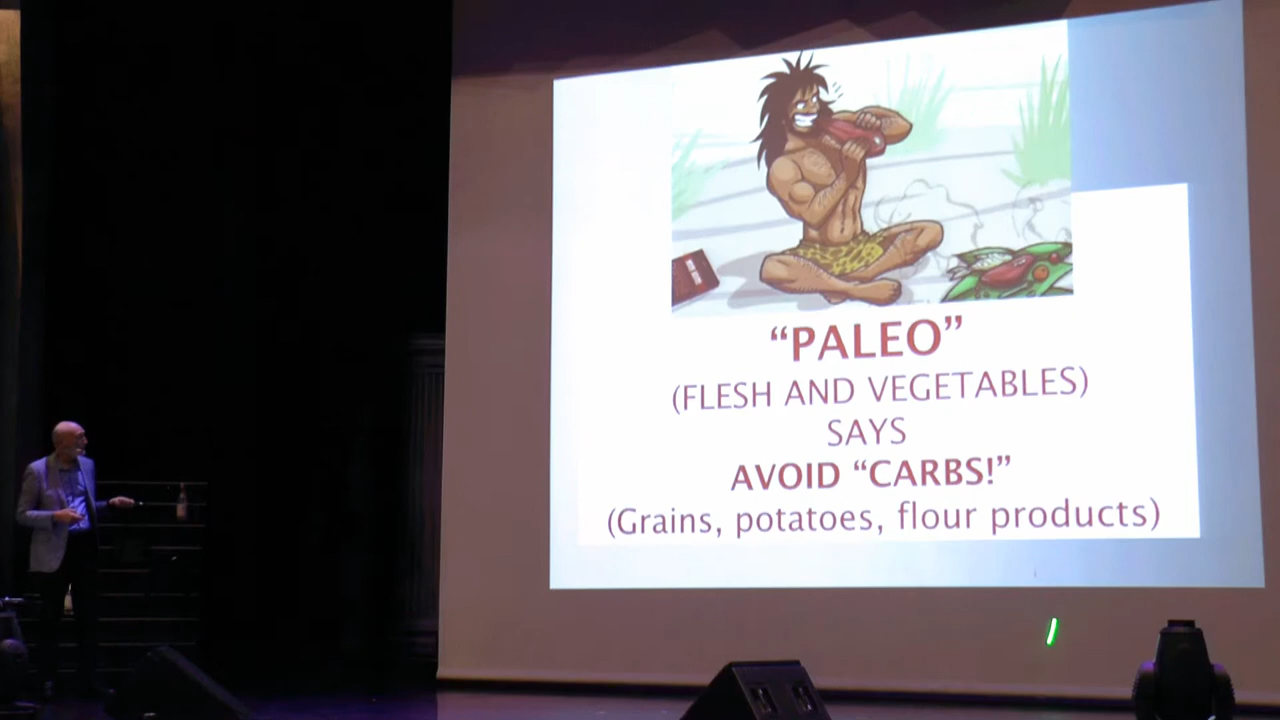 “PALEO”
(FLESH AND VEGETABLES)
SAYS
AVOID “CARBS!”
(Grains, potatoes, flour products)